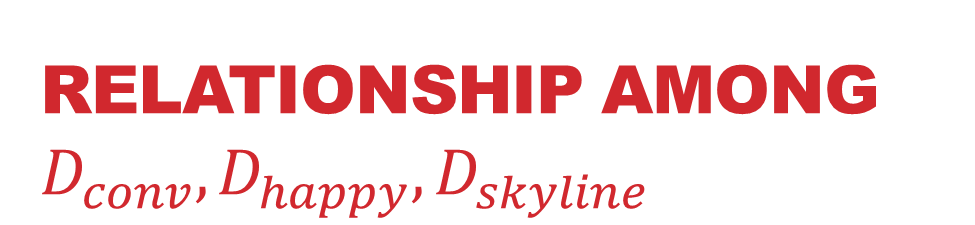 RELATIONSHIP AMONG
D_conv, D_happy, D_skyline